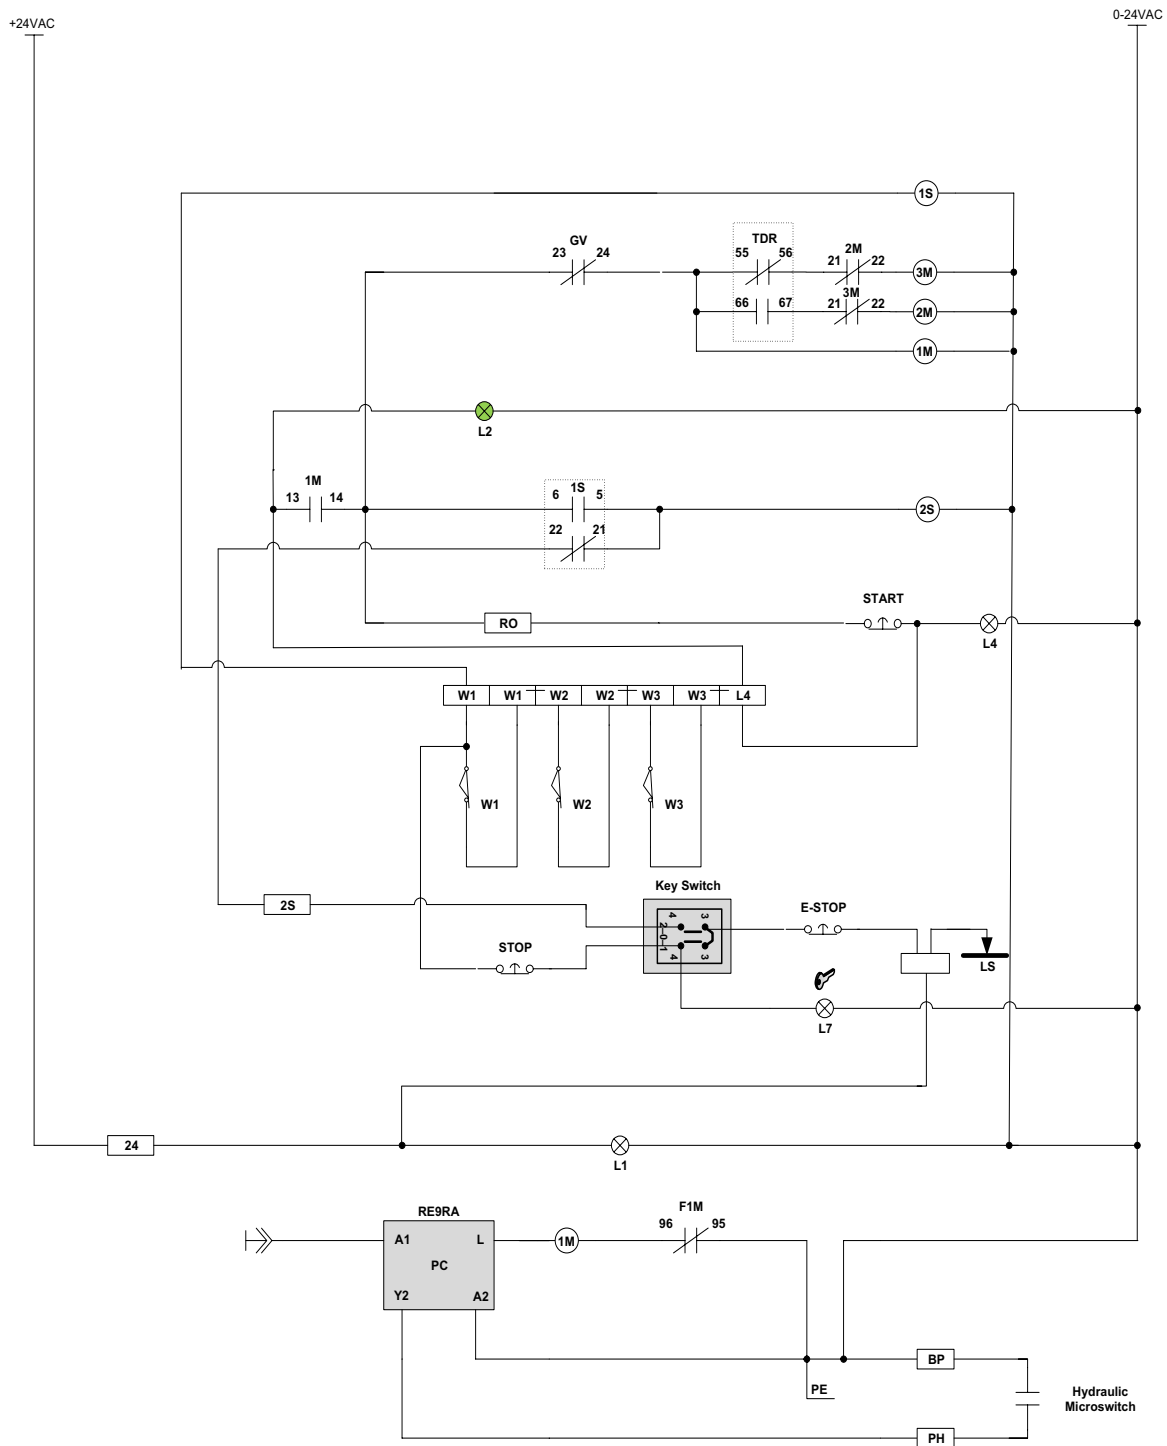 +24VAC
0-24VAC
1S
GV
23 24
TDR
55 56
2M
21 22
3M
66 67
3M
21 22
2M
1M
L2
1M
13 14
1S
6 5
22 21
2S
START
RO
L4
W1 W1 W2 W2 W3 W3 L4
W1 W2 W3
Key Switch
2S
4 3
2-0-1
4 3
E-STOP
STOP
LS
L7
24
L1
RE9RA
F1M
96 95
A1 L
1M
PC
Y2 A2
BP
PE
Hydraulic
Microswitch
PH